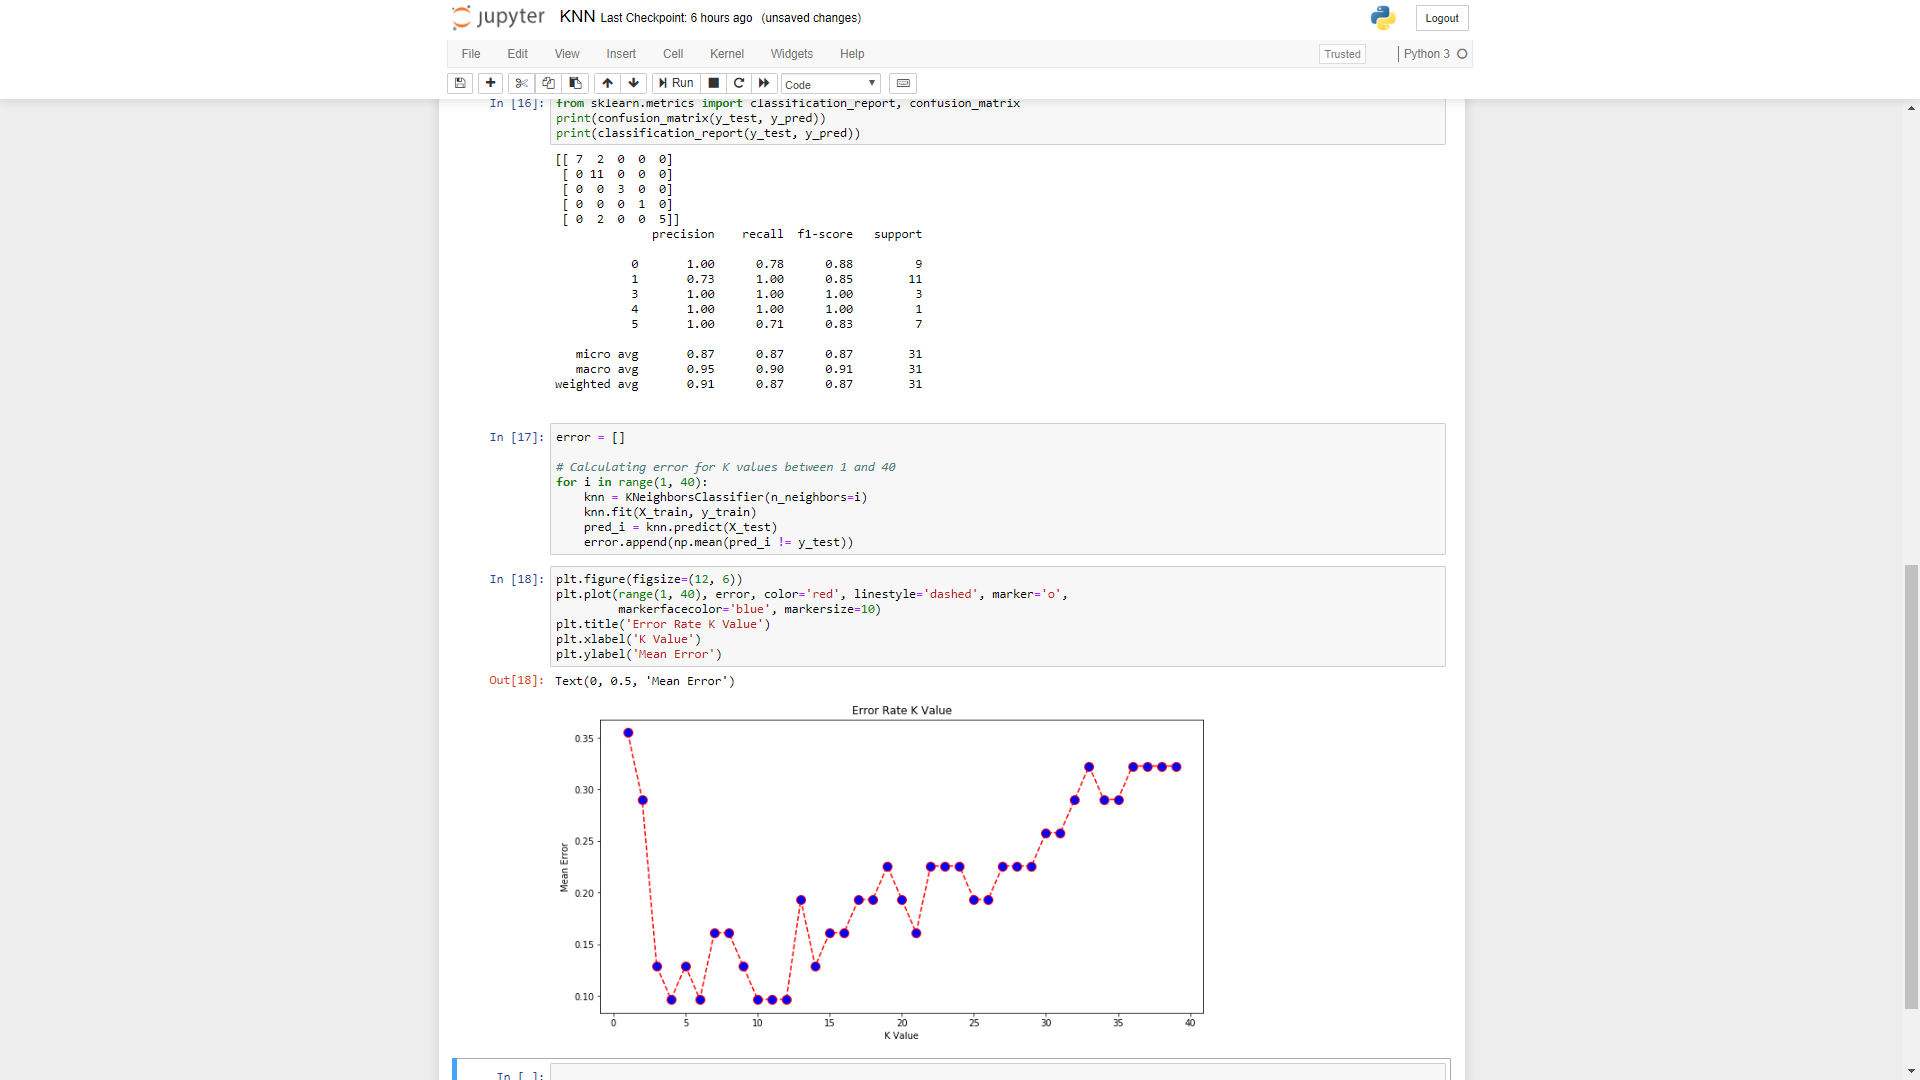 jupyter KNN Last Checkpoint: 6 hours ago (unsaved changes) Logout
File Edit View Insert Cell Kernel Widgets Help Trusted Python 3
Run Code
In [16]: from sklearn.metrics import classification_report, confusion_matrix
print(confusion_matrix(y_test, y_pred))
print(classification_report(y_test, y_pred))
[[ 7  2  0  0  0]
 [ 0 11  0  0  0]
 [ 0  0  3  0  0]
 [ 0  0  0  1  0]
 [ 0  2  0  0  5]]
precision recall f1-score support
0 1.00 0.78 0.88 9
1 0.73 1.00 0.85 11
3 1.00 1.00 1.00 3
4 1.00 1.00 1.00 1
5 1.00 0.71 0.83 7
micro avg 0.87 0.87 0.87 31
macro avg 0.95 0.90 0.91 31
weighted avg 0.91 0.87 0.87 31
In [17]: error = []
# Calculating error for K values between 1 and 40
for i in range(1, 40):
    knn = KNeighborsClassifier(n_neighbors=i)
    knn.fit(X_train, y_train)
    pred_i = knn.predict(X_test)
    error.append(np.mean(pred_i != y_test))
In [18]: plt.figure(figsize=(12, 6))
plt.plot(range(1, 40), error, color='red', linestyle='dashed', marker='o',
         markerfacecolor='blue', markersize=10)
plt.title('Error Rate K Value')
plt.xlabel('K Value')
plt.ylabel('Mean Error')
Out[18]: Text(0, 0.5, 'Mean Error')
Error Rate K Value
0.35
0.30
0.25
0.20
0.15
0.10
Mean Error
0 5 10 15 20 25 30 35 40
K Value
In [ ]: